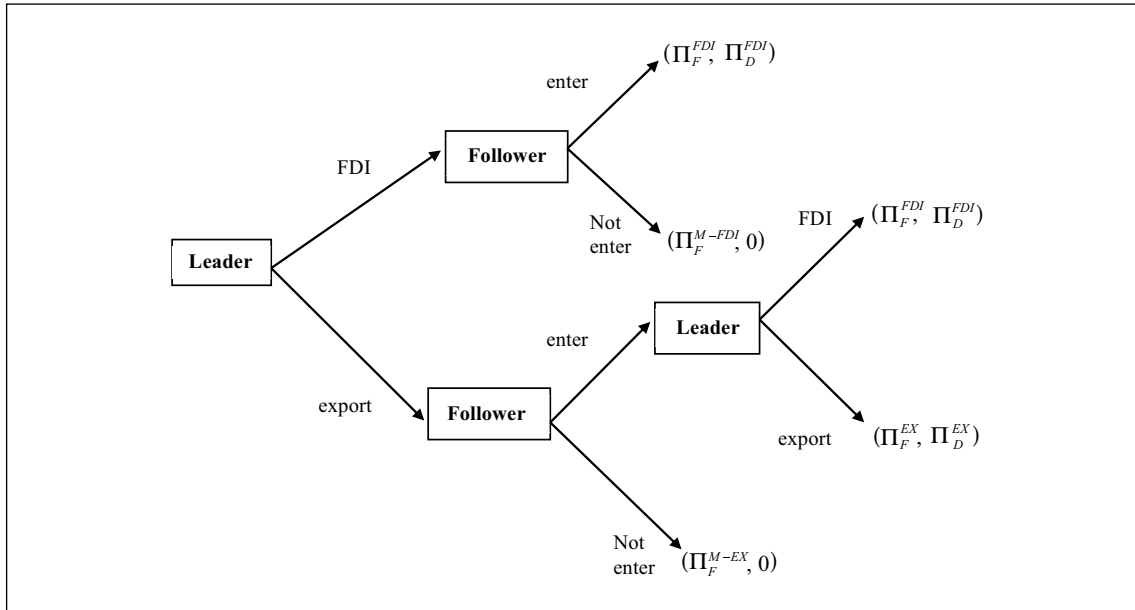 (Π_F^{FDI}, Π_D^{FDI})
enter
Follower
FDI
Not
enter
(Π_F^{M−FDI}, 0)
FDI
(Π_F^{FDI}, Π_D^{FDI})
Leader
enter
Leader
export
Follower
export
(Π_F^{EX}, Π_D^{EX})
Not
enter
(Π_F^{M−EX}, 0)